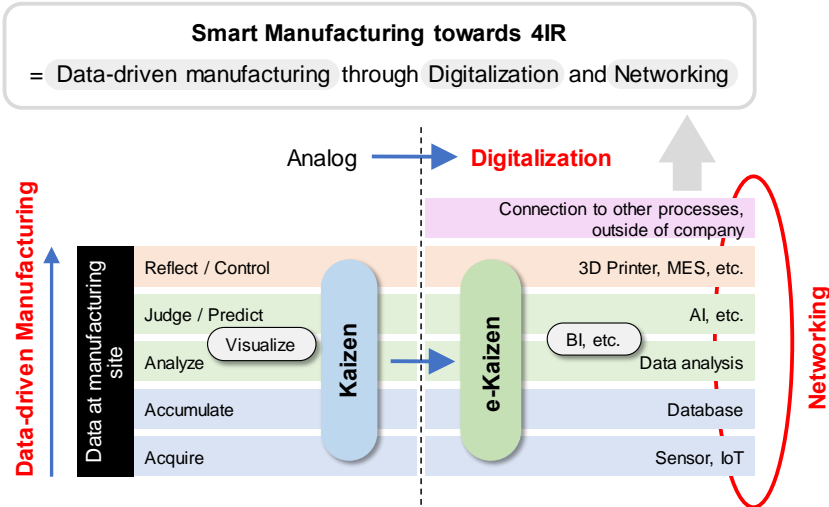 Smart Manufacturing towards 4IR
= Data-driven manufacturing through Digitalization and Networking
Analog
Digitalization
Data-driven Manufacturing
Data at manufacturing
site
Connection to other processes,
outside of company
Reflect / Control
3D Printer, MES, etc.
Judge / Predict
AI, etc.
Visualize
BI, etc.
Analyze
Data analysis
Accumulate
Database
Acquire
Sensor, IoT
Kaizen
e-Kaizen
Networking